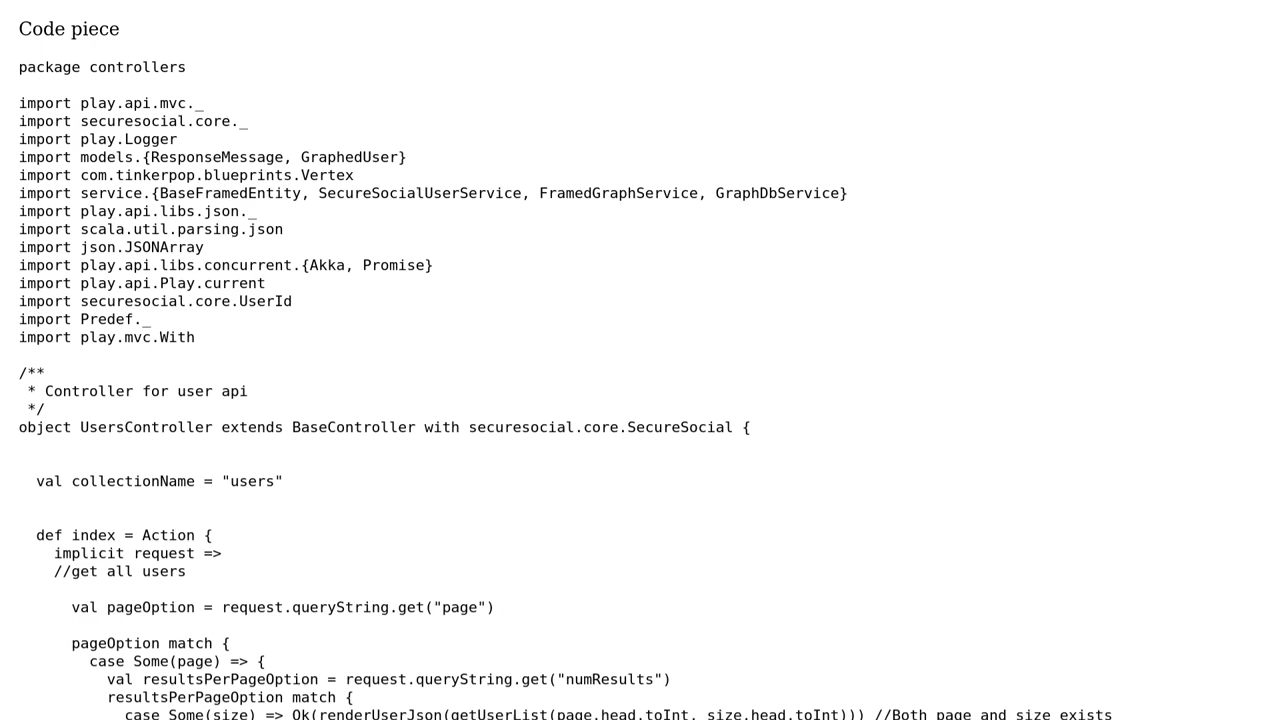 Code piece
package controllers
import play.api.mvc._
import securesocial.core._
import play.Logger
import models.{ResponseMessage, GraphedUser}
import com.tinkerpop.blueprints.Vertex
import service.{BaseFramedEntity, SecureSocialUserService, FramedGraphService, GraphDbService}
import play.api.libs.json._
import scala.util.parsing.json
import json.JSONArray
import play.api.libs.concurrent.{Akka, Promise}
import play.api.Play.current
import securesocial.core.UserId
import Predef._
import play.mvc.With
/**
 * Controller for user api
 */
object UsersController extends BaseController with securesocial.core.SecureSocial {
  val collectionName = "users"
  def index = Action {
    implicit request =>
    //get all users
      val pageOption = request.queryString.get("page")
      pageOption match {
        case Some(page) => {
          val resultsPerPageOption = request.queryString.get("numResults")
          resultsPerPageOption match {
            case Some(size) => Ok(renderUserJson(getUserList(page.head.toInt, size.head.toInt))) //Both page and size exists